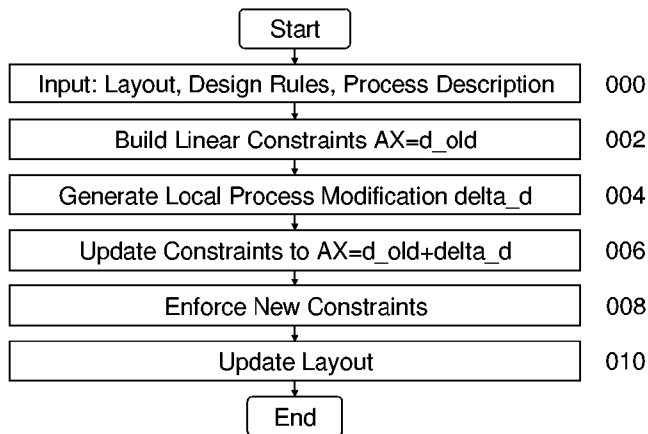 Start
Input: Layout, Design Rules, Process Description 000
Build Linear Constraints AX=d_old 002
Generate Local Process Modification delta_d 004
Update Constraints to AX=d_old+delta_d 006
Enforce New Constraints 008
Update Layout 010
End